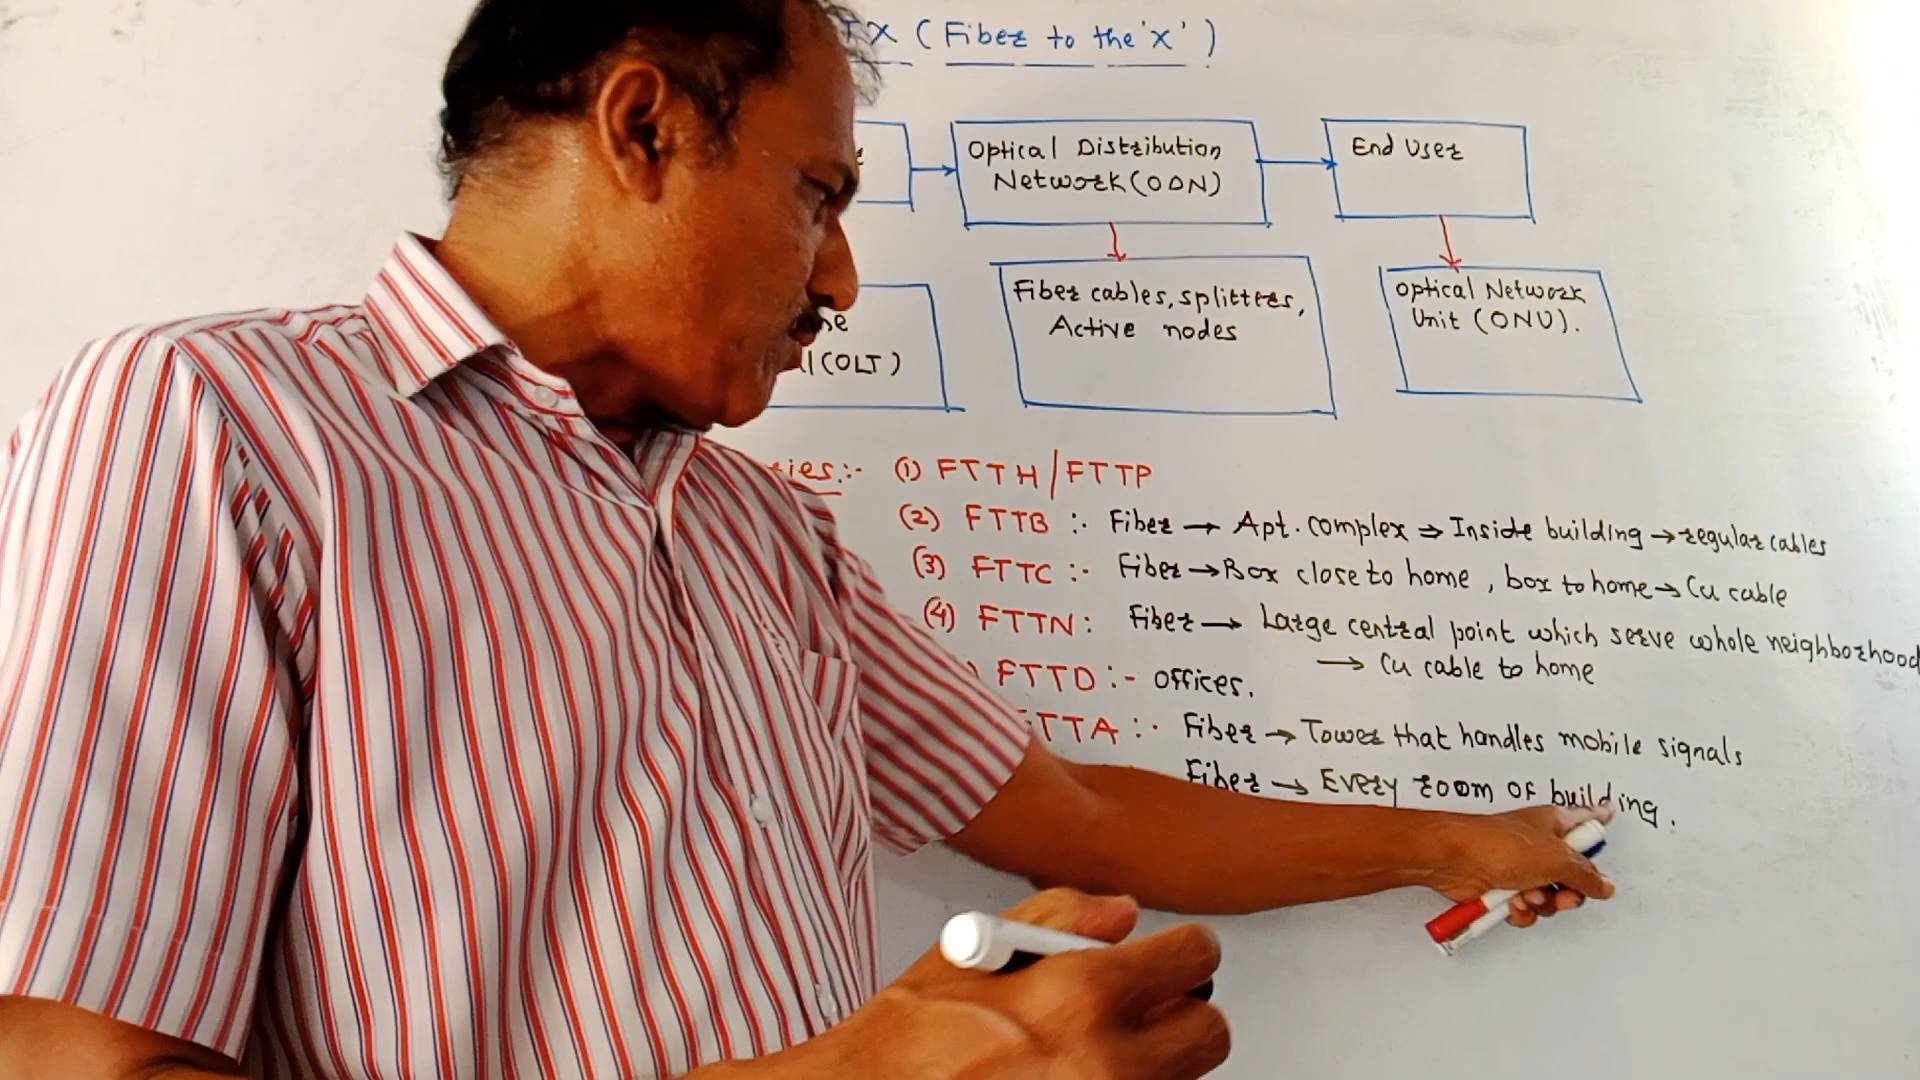 TX (Fiber to the 'x')
Optical Distribution
Network (ODN)
End User
Fiber cables, splitters,
Active nodes
Optical Network
Unit (ONU).
ne
l (OLT)
ies:- (1) FTTH/FTTP
(2) FTTB :- Fiber → Apt. complex ⇒ Inside building → regular cables
(3) FTTC :- Fiber → Box close to home, box to home → Cu cable
(4) FTTN : Fiber → Large central point which serve whole neighborhood
→ Cu cable to home
) FTTD :- offices.
TTA :- Fiber → Tower that handles mobile signals
Fiber → Every room of building.